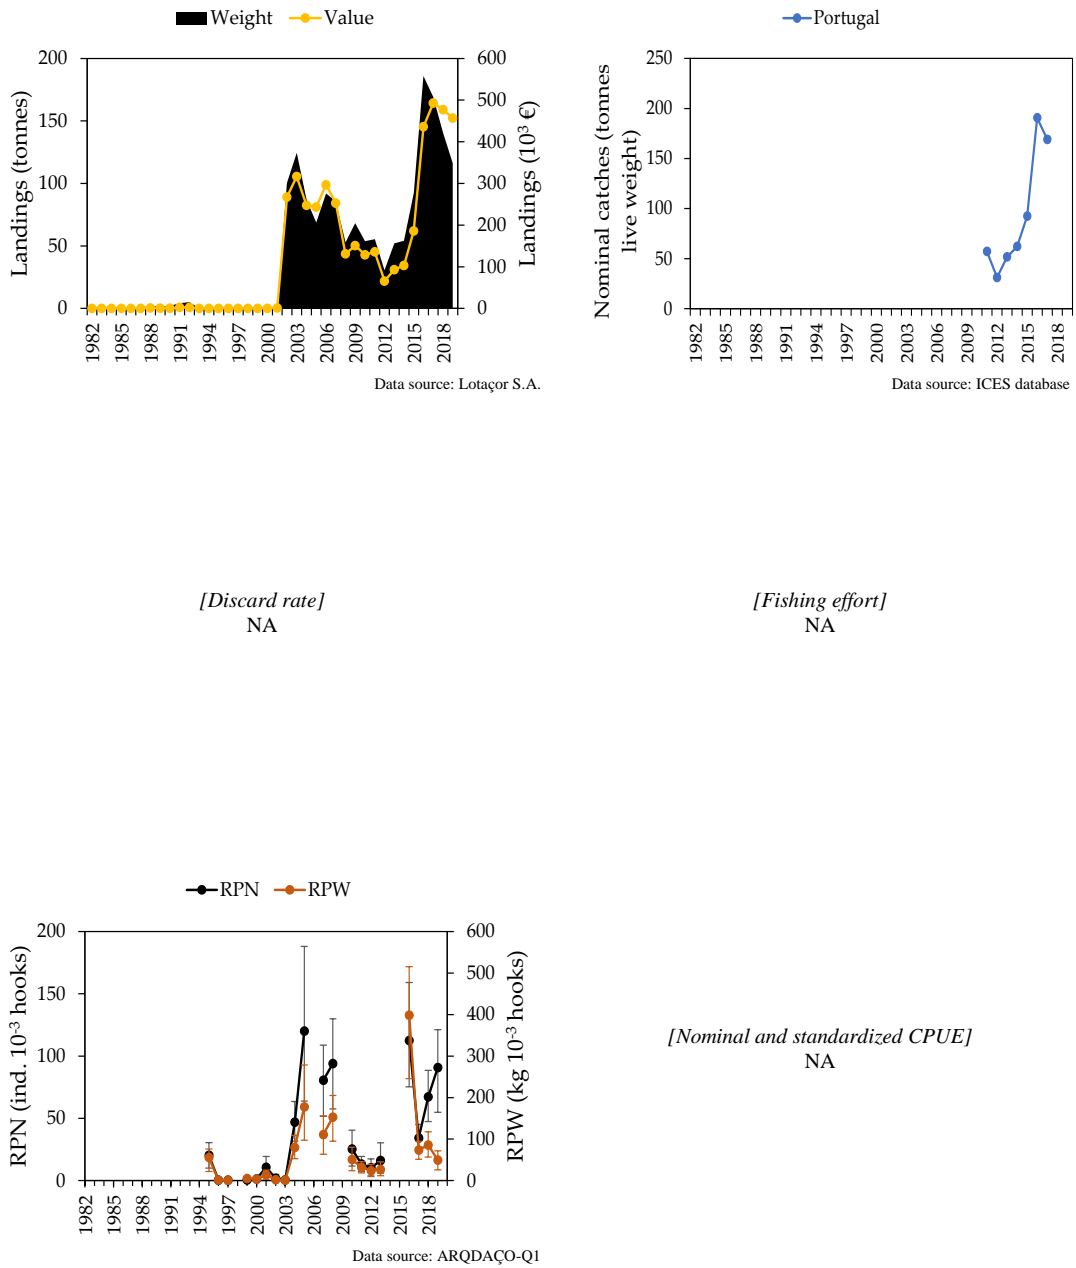 Weight Value
Landings (tonnes)
200
150
100
50
0
600
500
400
300
200
100
0
Landings (10³ €)
1982 1985 1988 1991 1994 1997 2000 2003 2006 2009 2012 2015 2018
Data source: Lotaçor S.A.
Portugal
Nominal catches (tonnes
live weight)
250
200
150
100
50
0
1982 1985 1988 1991 1994 1997 2000 2003 2006 2009 2012 2015 2018
Data source: ICES database
[Discard rate]
NA
[Fishing effort]
NA
RPN RPW
RPN (ind. 10⁻³ hooks)
200
150
100
50
0
600
500
400
300
200
100
0
RPW (kg 10⁻³ hooks)
1982 1985 1988 1991 1994 1997 2000 2003 2006 2009 2012 2015 2018
Data source: ARQDAÇO-Q1
[Nominal and standardized CPUE]
NA